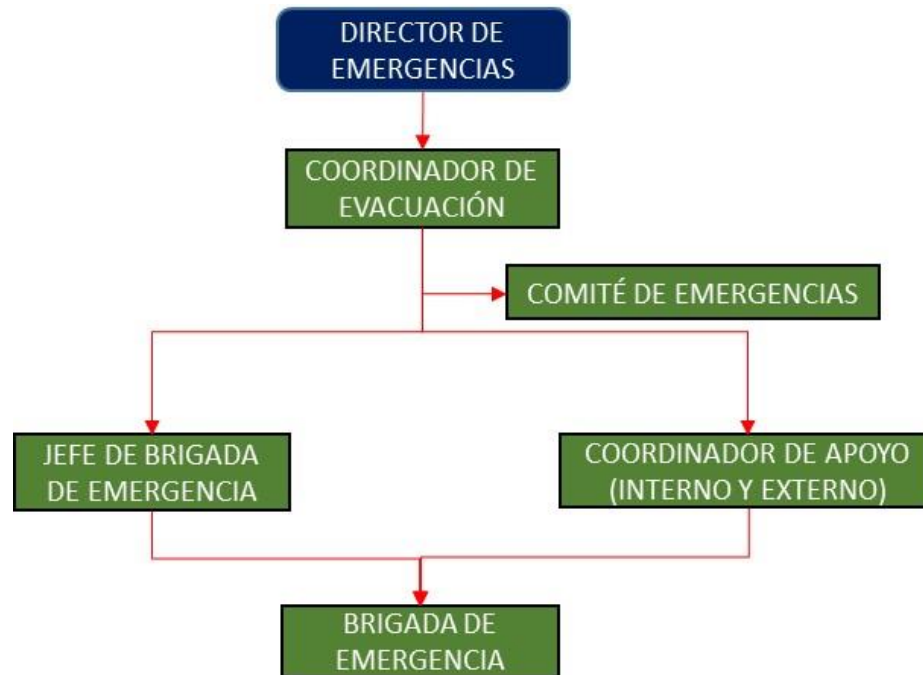 DIRECTOR DE
EMERGENCIAS
COORDINADOR DE
EVACUACIÓN
COMITÉ DE EMERGENCIAS
JEFE DE BRIGADA
DE EMERGENCIA
COORDINADOR DE APOYO
(INTERNO Y EXTERNO)
BRIGADA DE
EMERGENCIA